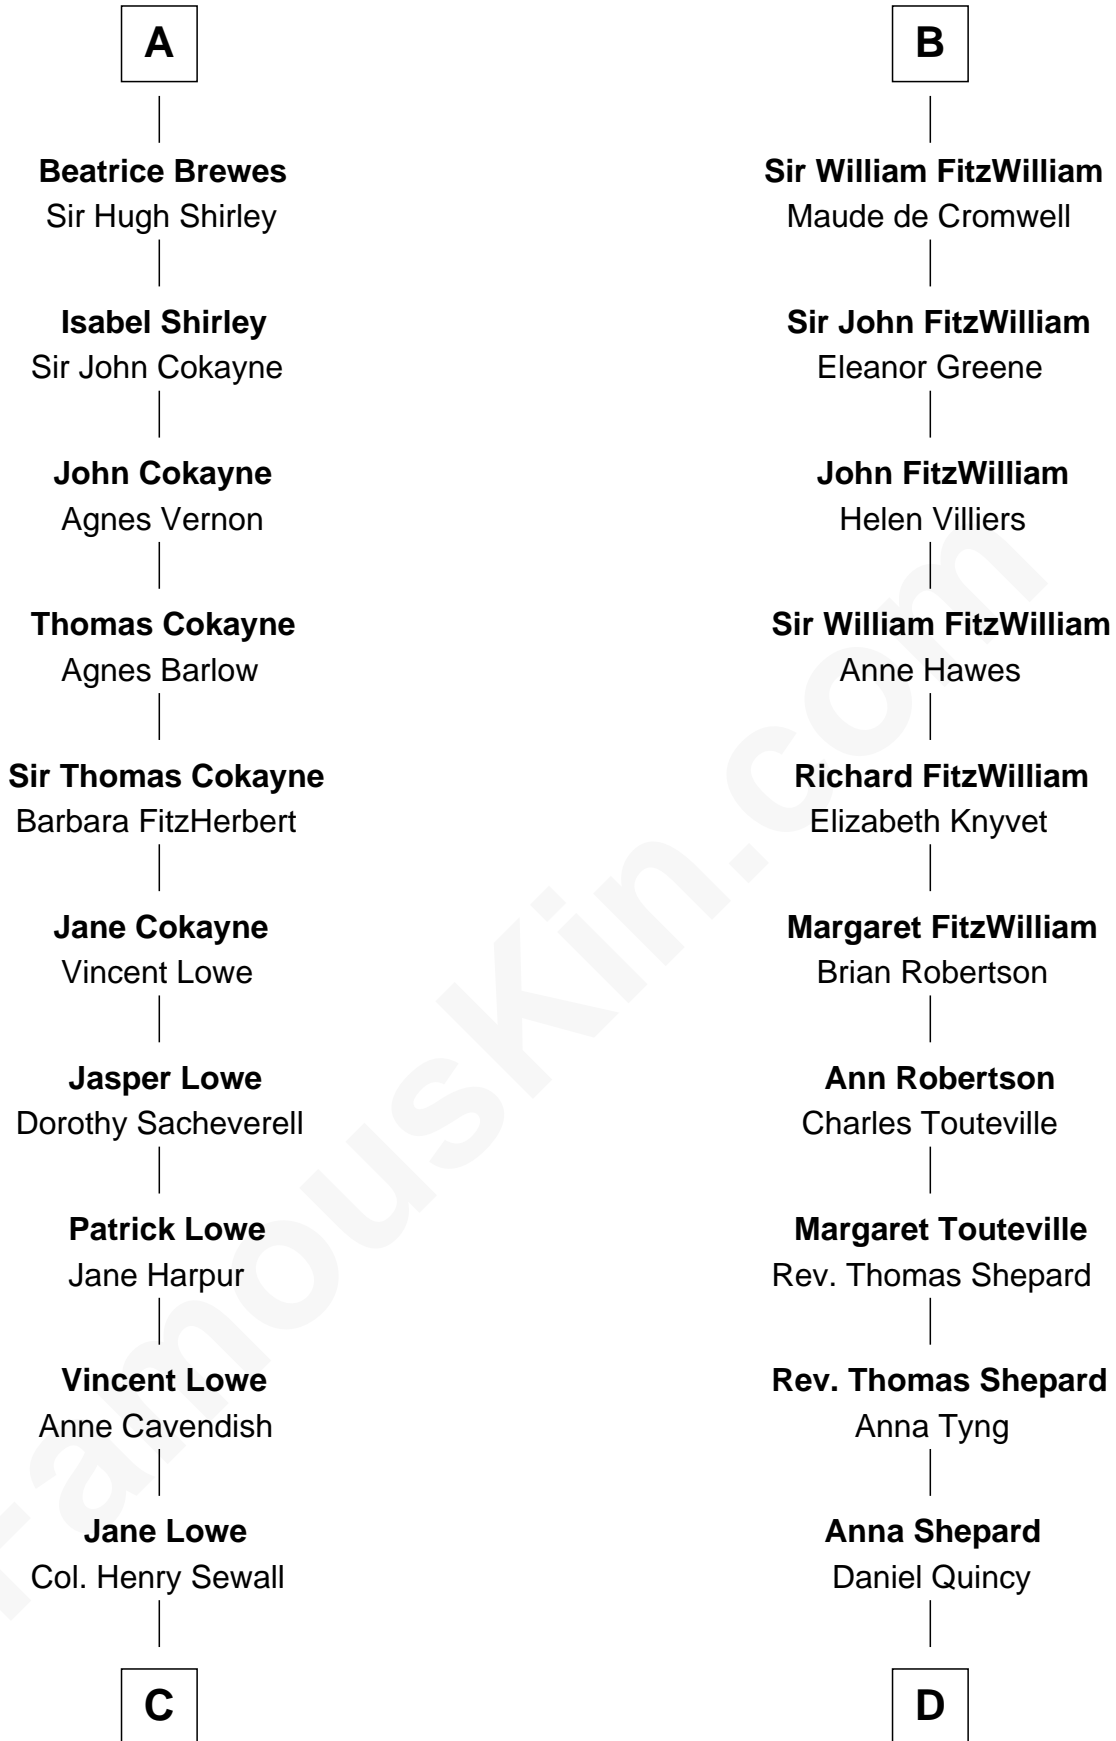 A
Beatrice Brewes
Sir Hugh Shirley
Isabel Shirley
Sir John Cokayne
John Cokayne
Agnes Vernon
Thomas Cokayne
Agnes Barlow
Sir Thomas Cokayne
Barbara FitzHerbert
Jane Cokayne
Vincent Lowe
Jasper Lowe
Dorothy Sacheverell
Patrick Lowe
Jane Harpur
Vincent Lowe
Anne Cavendish
Jane Lowe
Col. Henry Sewall
C
B
Sir William FitzWilliam
Maude de Cromwell
Sir John FitzWilliam
Eleanor Greene
John FitzWilliam
Helen Villiers
Sir William FitzWilliam
Anne Hawes
Richard FitzWilliam
Elizabeth Knyvet
Margaret FitzWilliam
Brian Robertson
Ann Robertson
Charles Touteville
Margaret Touteville
Rev. Thomas Shepard
Rev. Thomas Shepard
Anna Tyng
Anna Shepard
Daniel Quincy
D
FamousKin.com